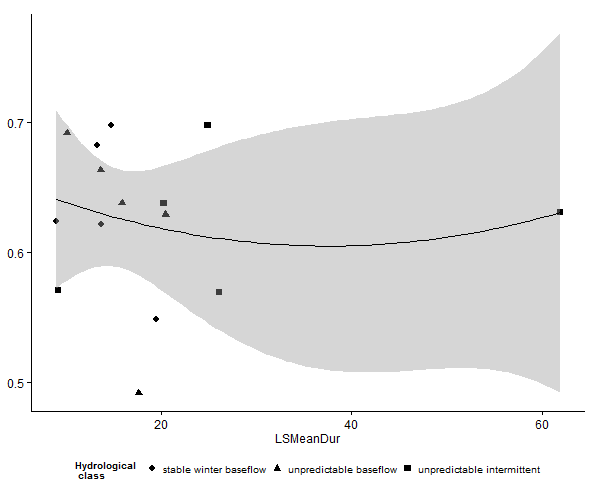 0.7
0.6
0.5
20 40 60
LSMeanDur
Hydrological
class
stable winter baseflow unpredictable baseflow unpredictable intermittent